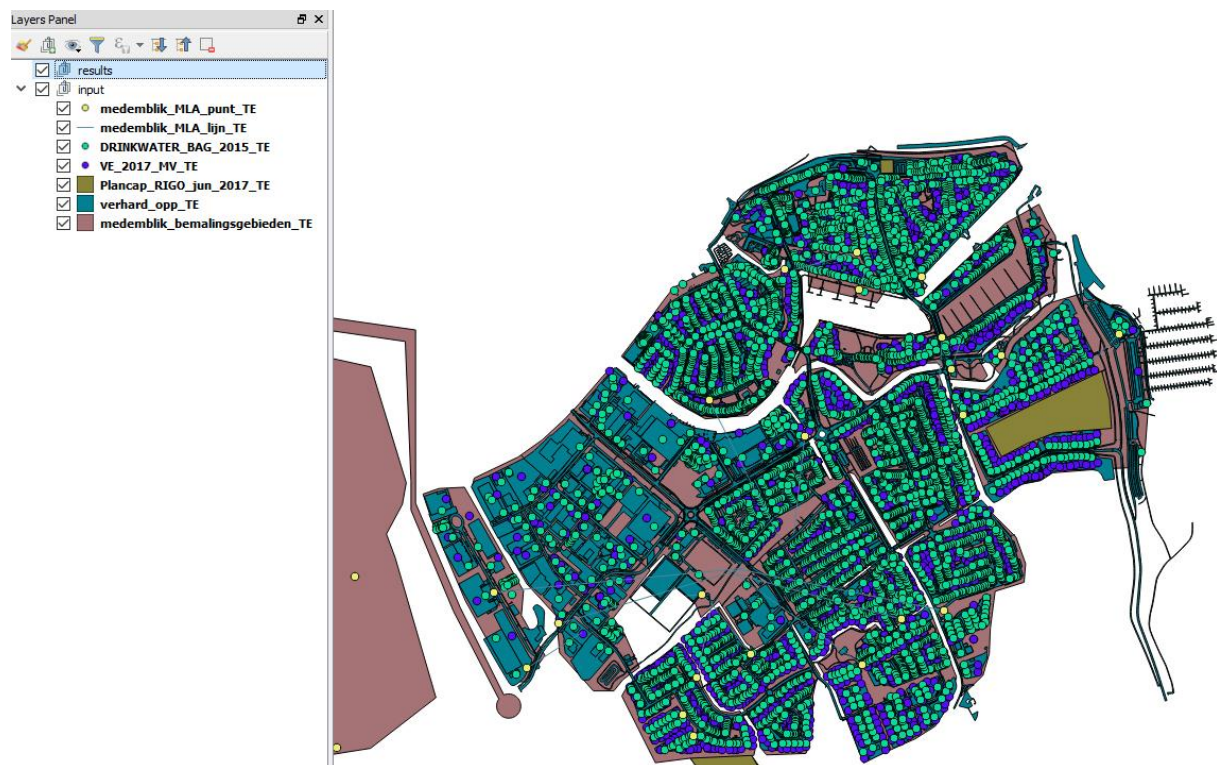 Layers Panel
results
input
medemblik_MLA_punt_TE
medemblik_MLA_lijn_TE
DRINKWATER_BAG_2015_TE
VE_2017_MV_TE
Plancap_RIGO_jun_2017_TE
verhard_opp_TE
medemblik_bemalingsgebieden_TE